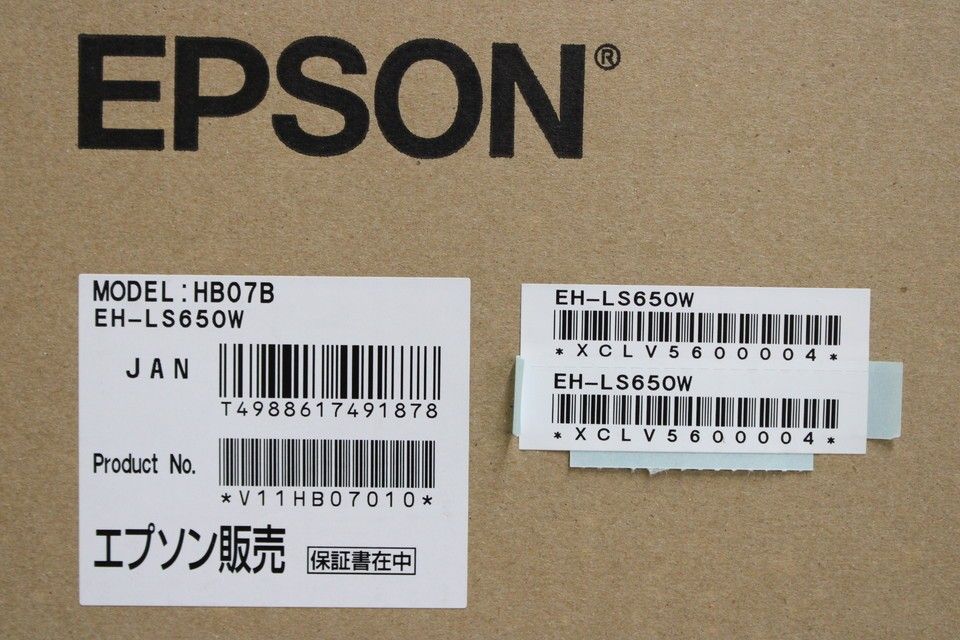 EPSON®
MODEL:HB07B
EH-LS650W
JAN
T4988617491878
Product No.
*V11HB07010*
エプソン販売 保証書在中
EH-LS650W
*XCLV5600004*
EH-LS650W
*XCLV5600004*